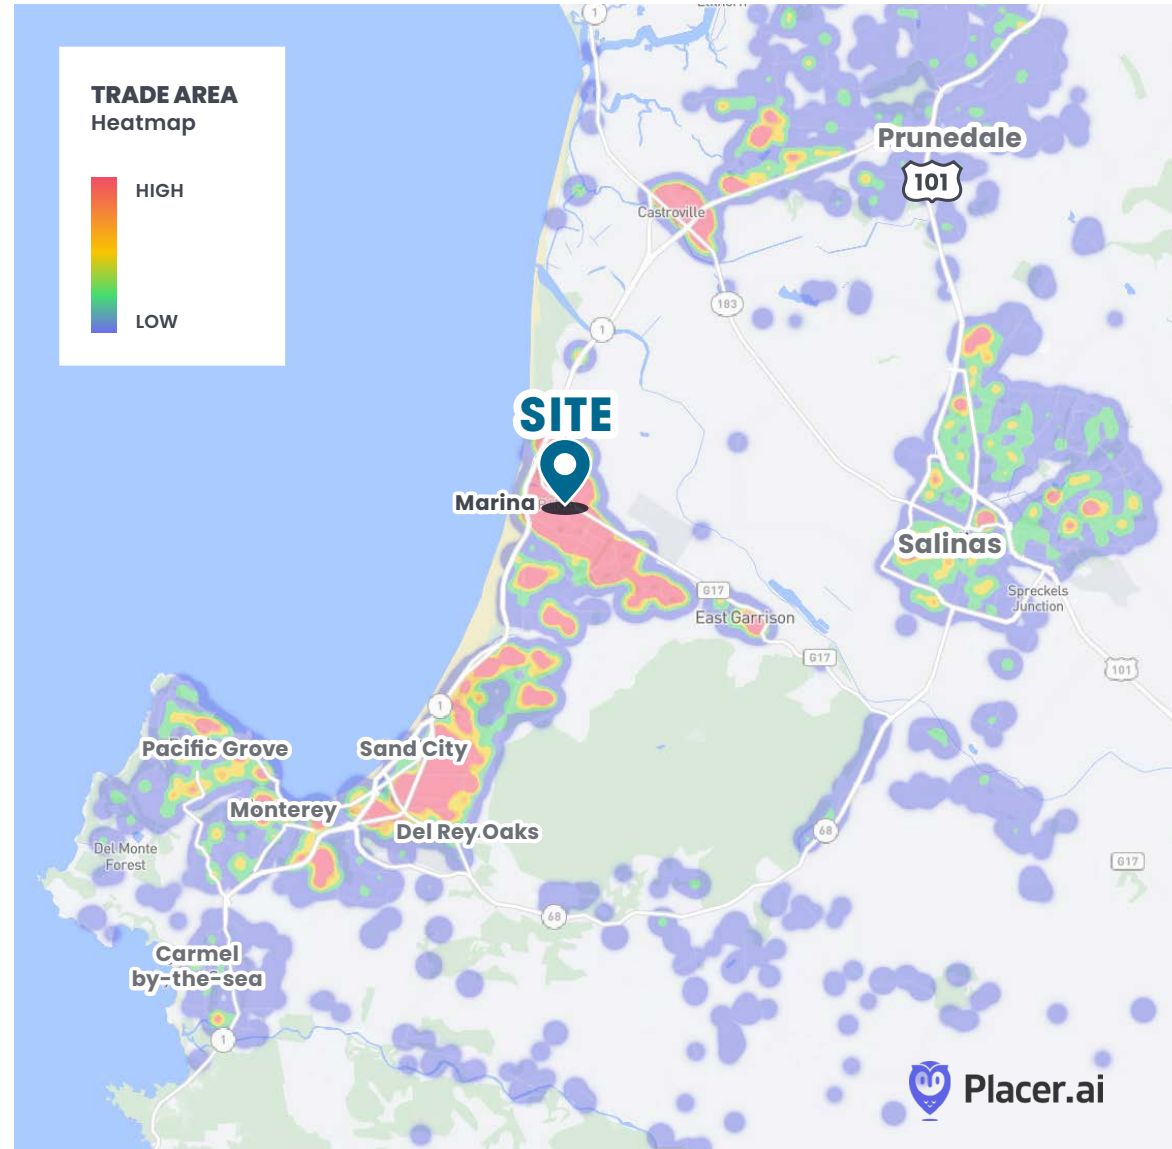 TRADE AREA
Heatmap
HIGH
LOW
1
Prunedale
101
Castroville
183
1
SITE
Marina
Salinas
G17
East Garrison
Spreckels
Junction
G17
101
1
Pacific Grove
Sand City
Monterey
Del Rey Oaks
68
Del Monte
Forest
G17
68
Carmel
by-the-sea
1
Placer.ai